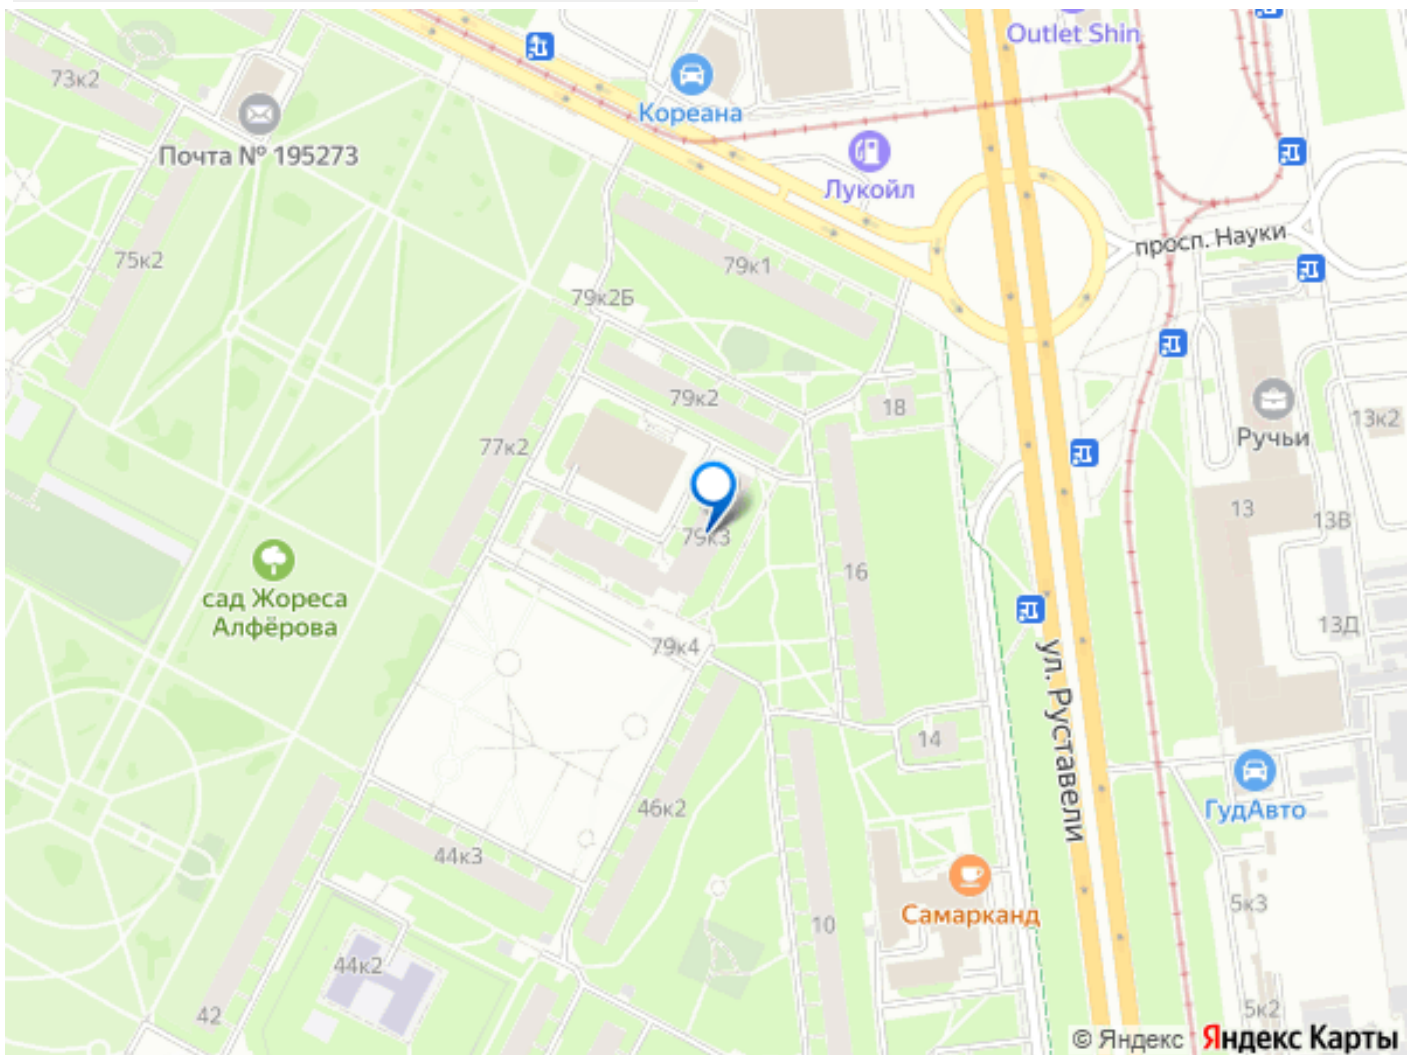 Outlet Shin
73к2
Кореана
Почта № 195273
Лукойл
просп. Науки
75к2
79к1
79к2Б
79к2
18
77к2
13к2
Ручьи
13
13В
79к3
16
сад Жореса
Алфёрова
13Д
79к4
ул. Руставели
14
46к2
ГудАвто
44к3
Самарканд
5к3
10
44к2
42
5к2
© Яндекс Яндекс Карты